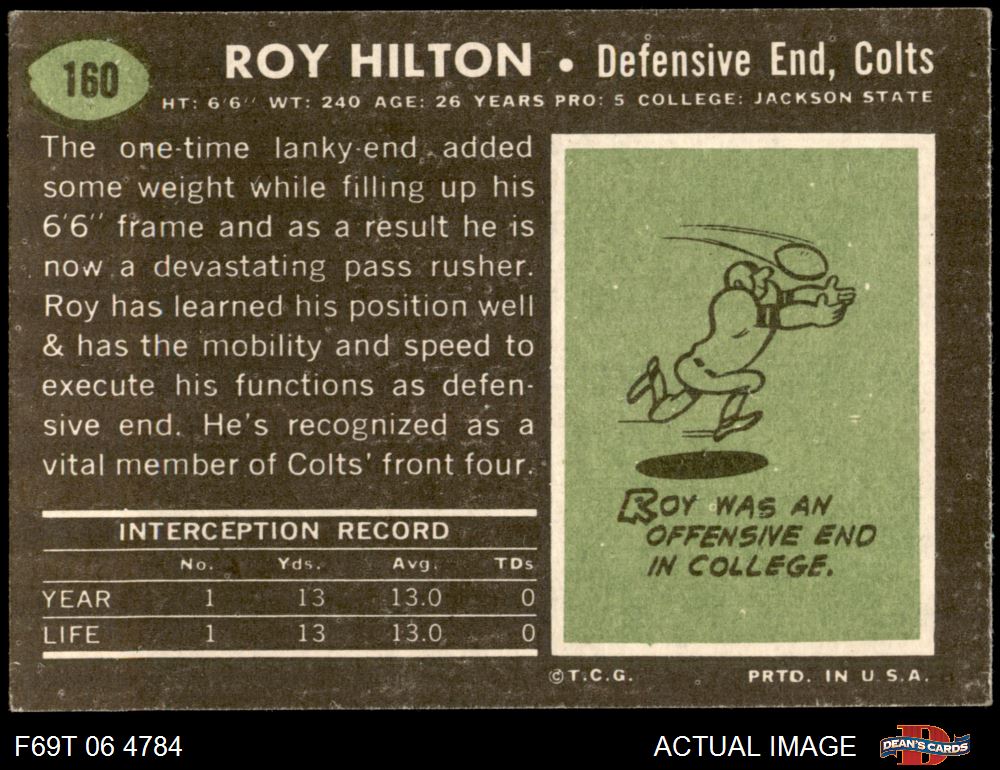 160
ROY HILTON • Defensive End, Colts
HT: 6'6" WT: 240 AGE: 26 YEARS PRO: 5 COLLEGE: JACKSON STATE
The one-time lanky-end added
some weight while filling up his
6'6" frame and as a result he is
now a devastating pass rusher.
Roy has learned his position well
& has the mobility and speed to
execute his functions as defen-
sive end. He's recognized as a
vital member of Colts' front four.
INTERCEPTION RECORD
No. Yds. Avg. TDs
YEAR 1 13 13.0 0
LIFE 1 13 13.0 0
ROY WAS AN
OFFENSIVE END
IN COLLEGE.
©T.C.G. PRTD. IN U.S.A.
F69T 06 4784 ACTUAL IMAGE DEAN'S CARDS